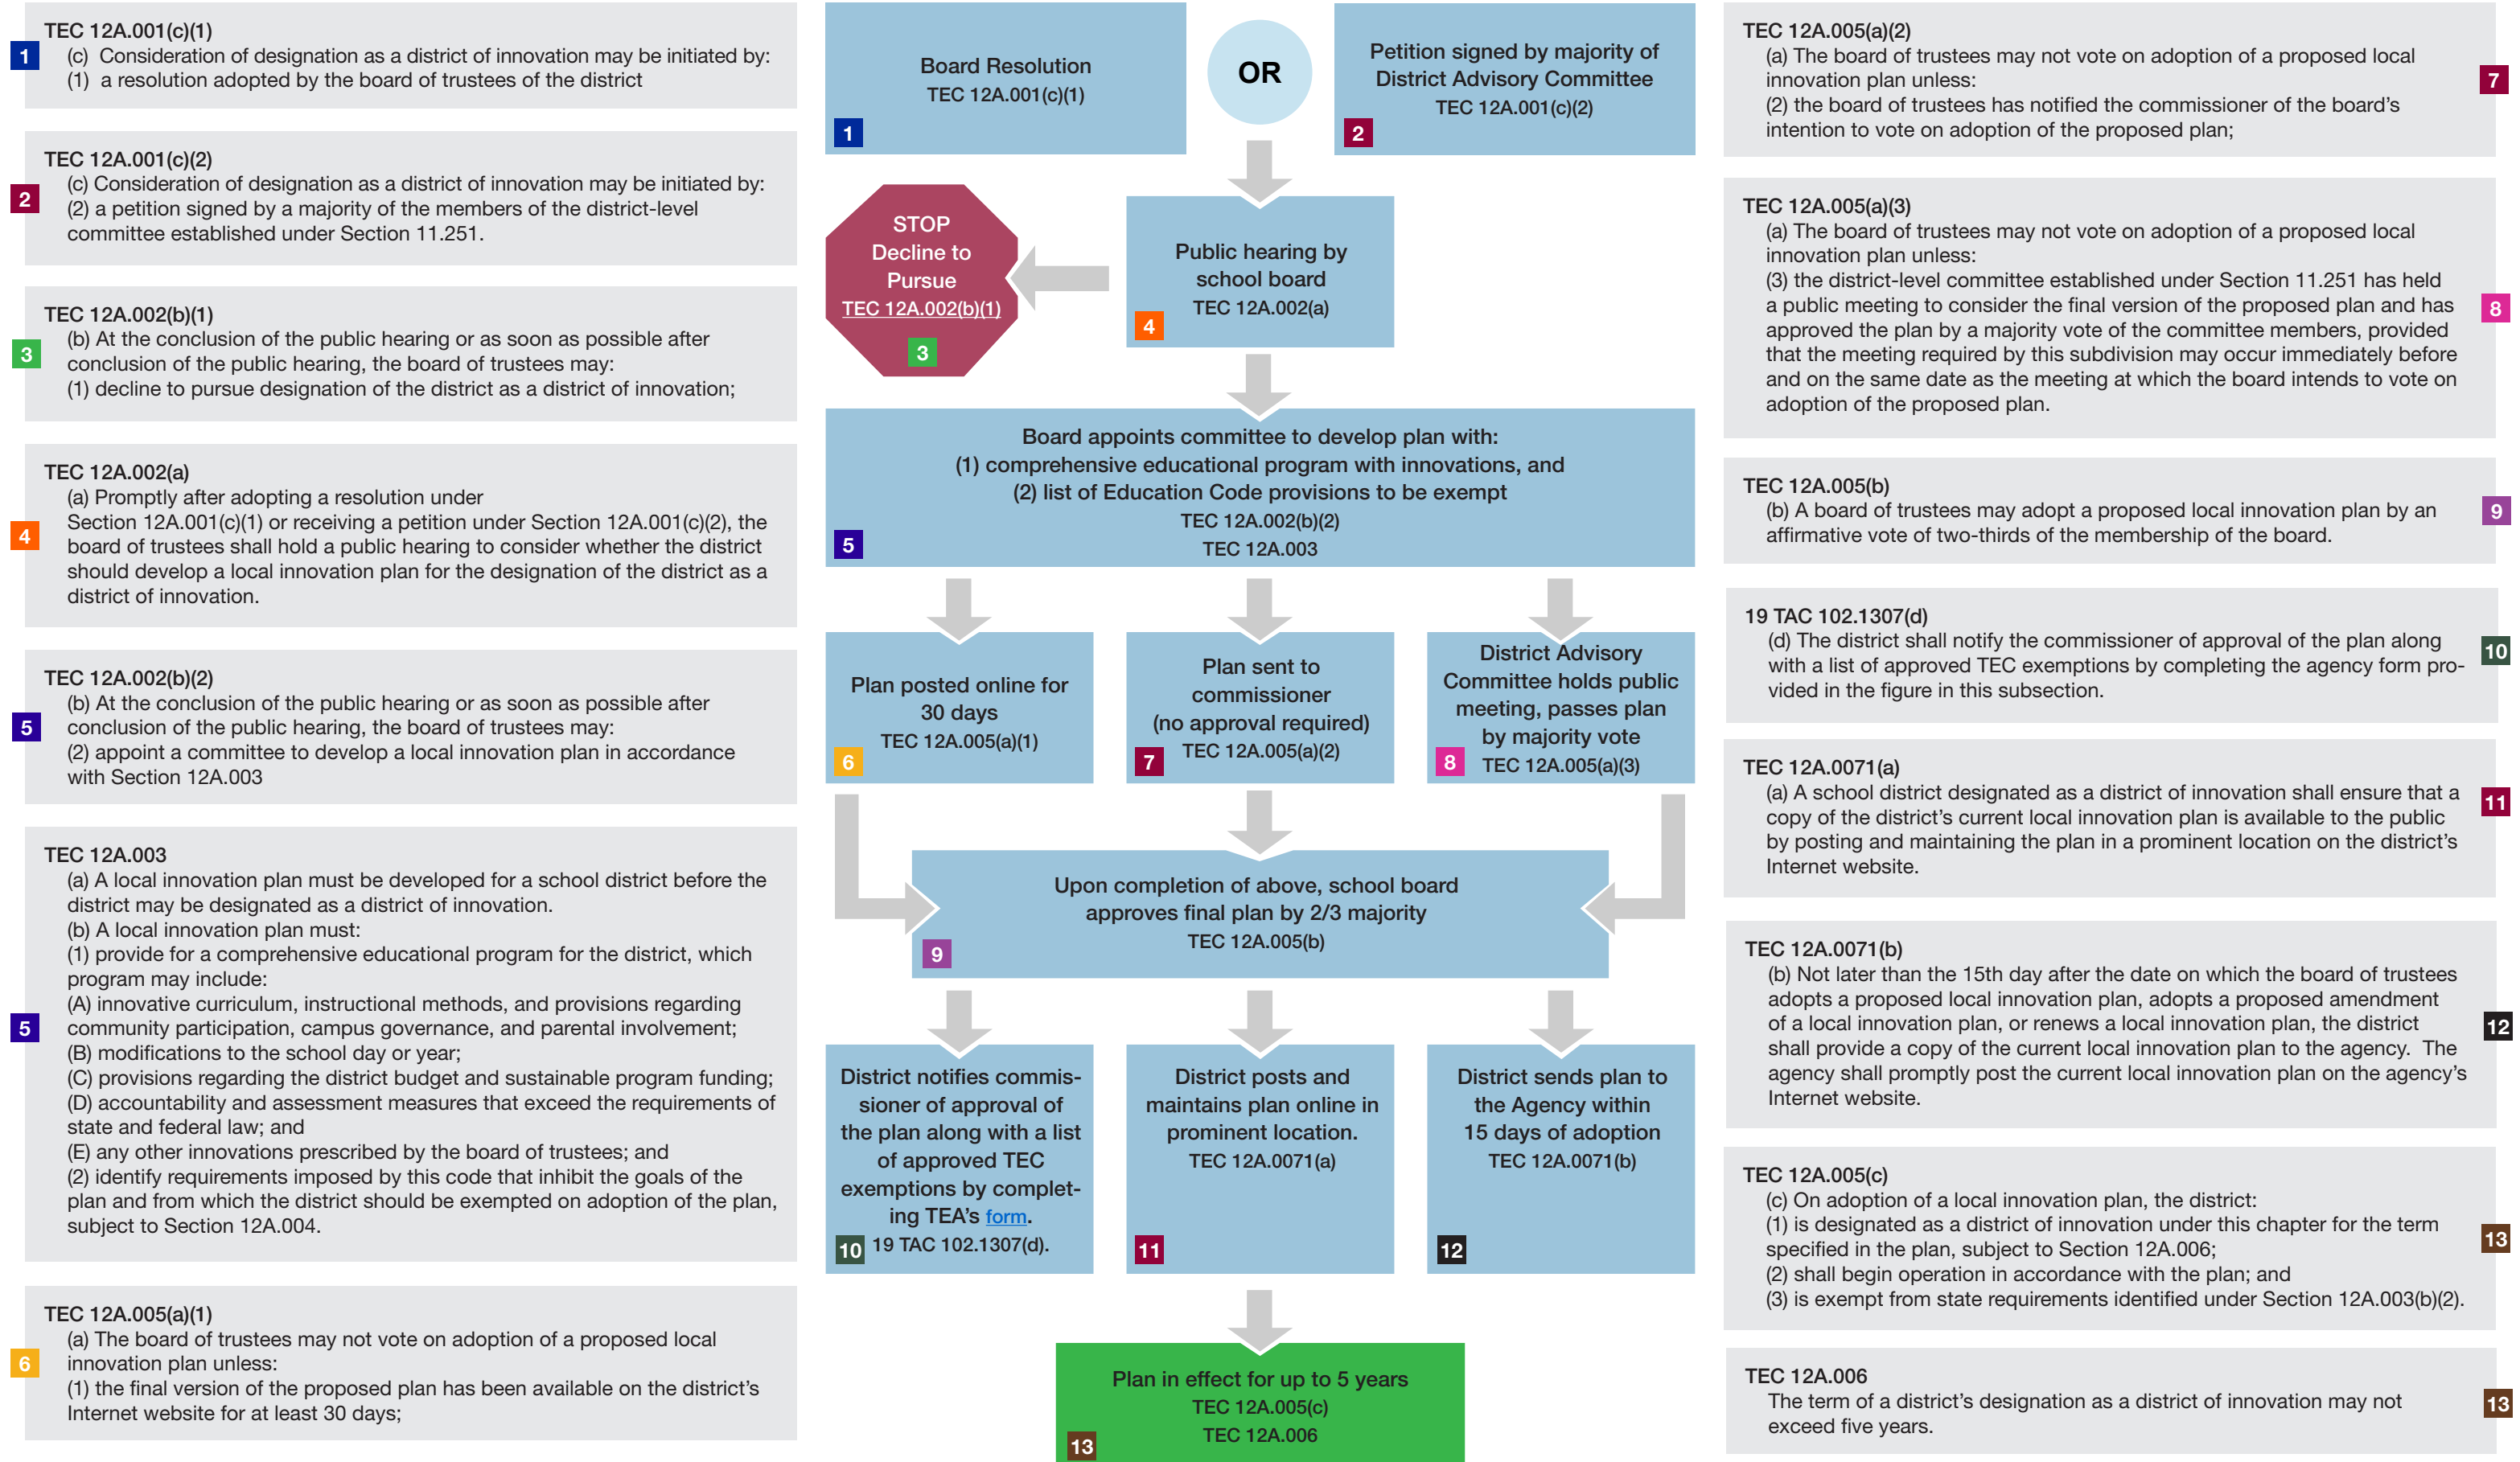 TEC 12A.001(c)(1)
(c) Consideration of designation as a district of innovation may be initiated by:
(1) a resolution adopted by the board of trustees of the district
1
TEC 12A.001(c)(2)
(c) Consideration of designation as a district of innovation may be initiated by:
(2) a petition signed by a majority of the members of the district-level
committee established under Section 11.251.
2
TEC 12A.002(b)(1)
(b) At the conclusion of the public hearing or as soon as possible after
conclusion of the public hearing, the board of trustees may:
(1) decline to pursue designation of the district as a district of innovation;
3
TEC 12A.002(a)
(a) Promptly after adopting a resolution under
Section 12A.001(c)(1) or receiving a petition under Section 12A.001(c)(2), the
board of trustees shall hold a public hearing to consider whether the district
should develop a local innovation plan for the designation of the district as a
district of innovation.
4
TEC 12A.002(b)(2)
(b) At the conclusion of the public hearing or as soon as possible after
conclusion of the public hearing, the board of trustees may:
(2) appoint a committee to develop a local innovation plan in accordance
with Section 12A.003
5
TEC 12A.003
(a) A local innovation plan must be developed for a school district before the
district may be designated as a district of innovation.
(b) A local innovation plan must:
(1) provide for a comprehensive educational program for the district, which
program may include:
(A) innovative curriculum, instructional methods, and provisions regarding
community participation, campus governance, and parental involvement;
(B) modifications to the school day or year;
(C) provisions regarding the district budget and sustainable program funding;
(D) accountability and assessment measures that exceed the requirements of
state and federal law; and
(E) any other innovations prescribed by the board of trustees; and
(2) identify requirements imposed by this code that inhibit the goals of the
plan and from which the district should be exempted on adoption of the plan,
subject to Section 12A.004.
5
TEC 12A.005(a)(1)
(a) The board of trustees may not vote on adoption of a proposed local
innovation plan unless:
(1) the final version of the proposed plan has been available on the district's
Internet website for at least 30 days;
6
Board Resolution
TEC 12A.001(c)(1)
1
OR
Petition signed by majority of
District Advisory Committee
TEC 12A.001(c)(2)
2
STOP
Decline to
Pursue
TEC 12A.002(b)(1)
3
Public hearing by
school board
TEC 12A.002(a)
4
Board appoints committee to develop plan with:
(1) comprehensive educational program with innovations, and
(2) list of Education Code provisions to be exempt
TEC 12A.002(b)(2)
TEC 12A.003
5
Plan posted online for
30 days
TEC 12A.005(a)(1)
6
Plan sent to
commissioner
(no approval required)
TEC 12A.005(a)(2)
7
District Advisory
Committee holds public
meeting, passes plan
by majority vote
TEC 12A.005(a)(3)
8
Upon completion of above, school board
approves final plan by 2/3 majority
TEC 12A.005(b)
9
District notifies commis-
sioner of approval of
the plan along with a list
of approved TEC
exemptions by complet-
ing TEA's form.
19 TAC 102.1307(d).
10
District posts and
maintains plan online in
prominent location.
TEC 12A.0071(a)
11
District sends plan to
the Agency within
15 days of adoption
TEC 12A.0071(b)
12
Plan in effect for up to 5 years
TEC 12A.005(c)
TEC 12A.006
13
TEC 12A.005(a)(2)
(a) The board of trustees may not vote on adoption of a proposed local
innovation plan unless:
(2) the board of trustees has notified the commissioner of the board's
intention to vote on adoption of the proposed plan;
7
TEC 12A.005(a)(3)
(a) The board of trustees may not vote on adoption of a proposed local
innovation plan unless:
(3) the district-level committee established under Section 11.251 has held
a public meeting to consider the final version of the proposed plan and has
approved the plan by a majority vote of the committee members, provided
that the meeting required by this subdivision may occur immediately before
and on the same date as the meeting at which the board intends to vote on
adoption of the proposed plan.
8
TEC 12A.005(b)
(b) A board of trustees may adopt a proposed local innovation plan by an
affirmative vote of two-thirds of the membership of the board.
9
19 TAC 102.1307(d)
(d) The district shall notify the commissioner of approval of the plan along
with a list of approved TEC exemptions by completing the agency form pro-
vided in the figure in this subsection.
10
TEC 12A.0071(a)
(a) A school district designated as a district of innovation shall ensure that a
copy of the district's current local innovation plan is available to the public
by posting and maintaining the plan in a prominent location on the district's
Internet website.
11
TEC 12A.0071(b)
(b) Not later than the 15th day after the date on which the board of trustees
adopts a proposed local innovation plan, adopts a proposed amendment
of a local innovation plan, or renews a local innovation plan, the district
shall provide a copy of the current local innovation plan to the agency. The
agency shall promptly post the current local innovation plan on the agency's
Internet website.
12
TEC 12A.005(c)
(c) On adoption of a local innovation plan, the district:
(1) is designated as a district of innovation under this chapter for the term
specified in the plan, subject to Section 12A.006;
(2) shall begin operation in accordance with the plan; and
(3) is exempt from state requirements identified under Section 12A.003(b)(2).
13
TEC 12A.006
The term of a district's designation as a district of innovation may not
exceed five years.
13